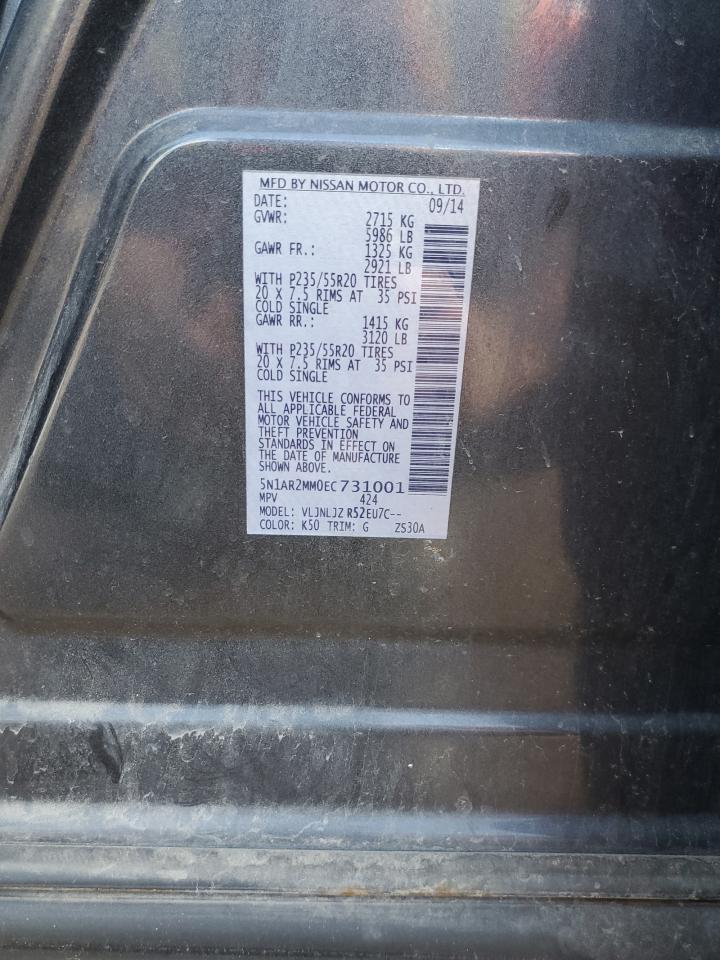 MFD BY NISSAN MOTOR CO., LTD.
DATE: 09/14
GVWR: 2715 KG
5986 LB
GAWR FR.: 1325 KG
2921 LB
WITH P235/55R20 TIRES
20 X 7.5 RIMS AT 35 PSI
COLD SINGLE
GAWR RR.: 1415 KG
3120 LB
WITH P235/55R20 TIRES
20 X 7.5 RIMS AT 35 PSI
COLD SINGLE
THIS VEHICLE CONFORMS TO
ALL APPLICABLE FEDERAL
MOTOR VEHICLE SAFETY AND
THEFT PREVENTION
STANDARDS IN EFFECT ON
THE DATE OF MANUFACTURE
SHOWN ABOVE.
5N1AR2MM0EC731001
MPV 424
MODEL: VLJNLJZ R52EU7C--
COLOR: K50 TRIM: G ZS30A